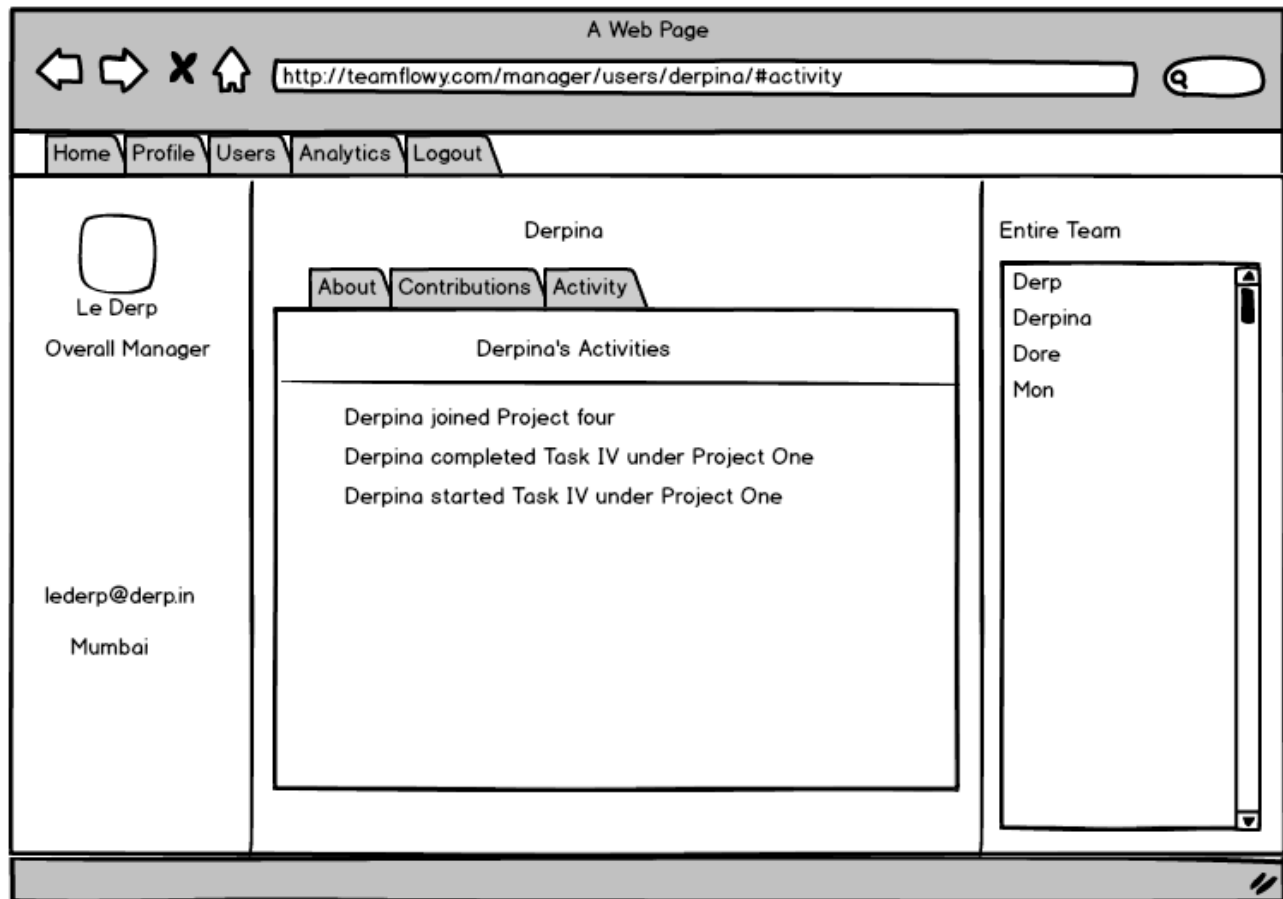 A Web Page
http://teamflowy.com/manager/users/derpina/#activity
Home Profile Users Analytics Logout
Le Derp
Overall Manager
lederp@derp.in
Mumbai
Derpina
About Contributions Activity
Derpina's Activities
Derpina joined Project four
Derpina completed Task IV under Project One
Derpina started Task IV under Project One
Entire Team
Derp
Derpina
Dore
Mon